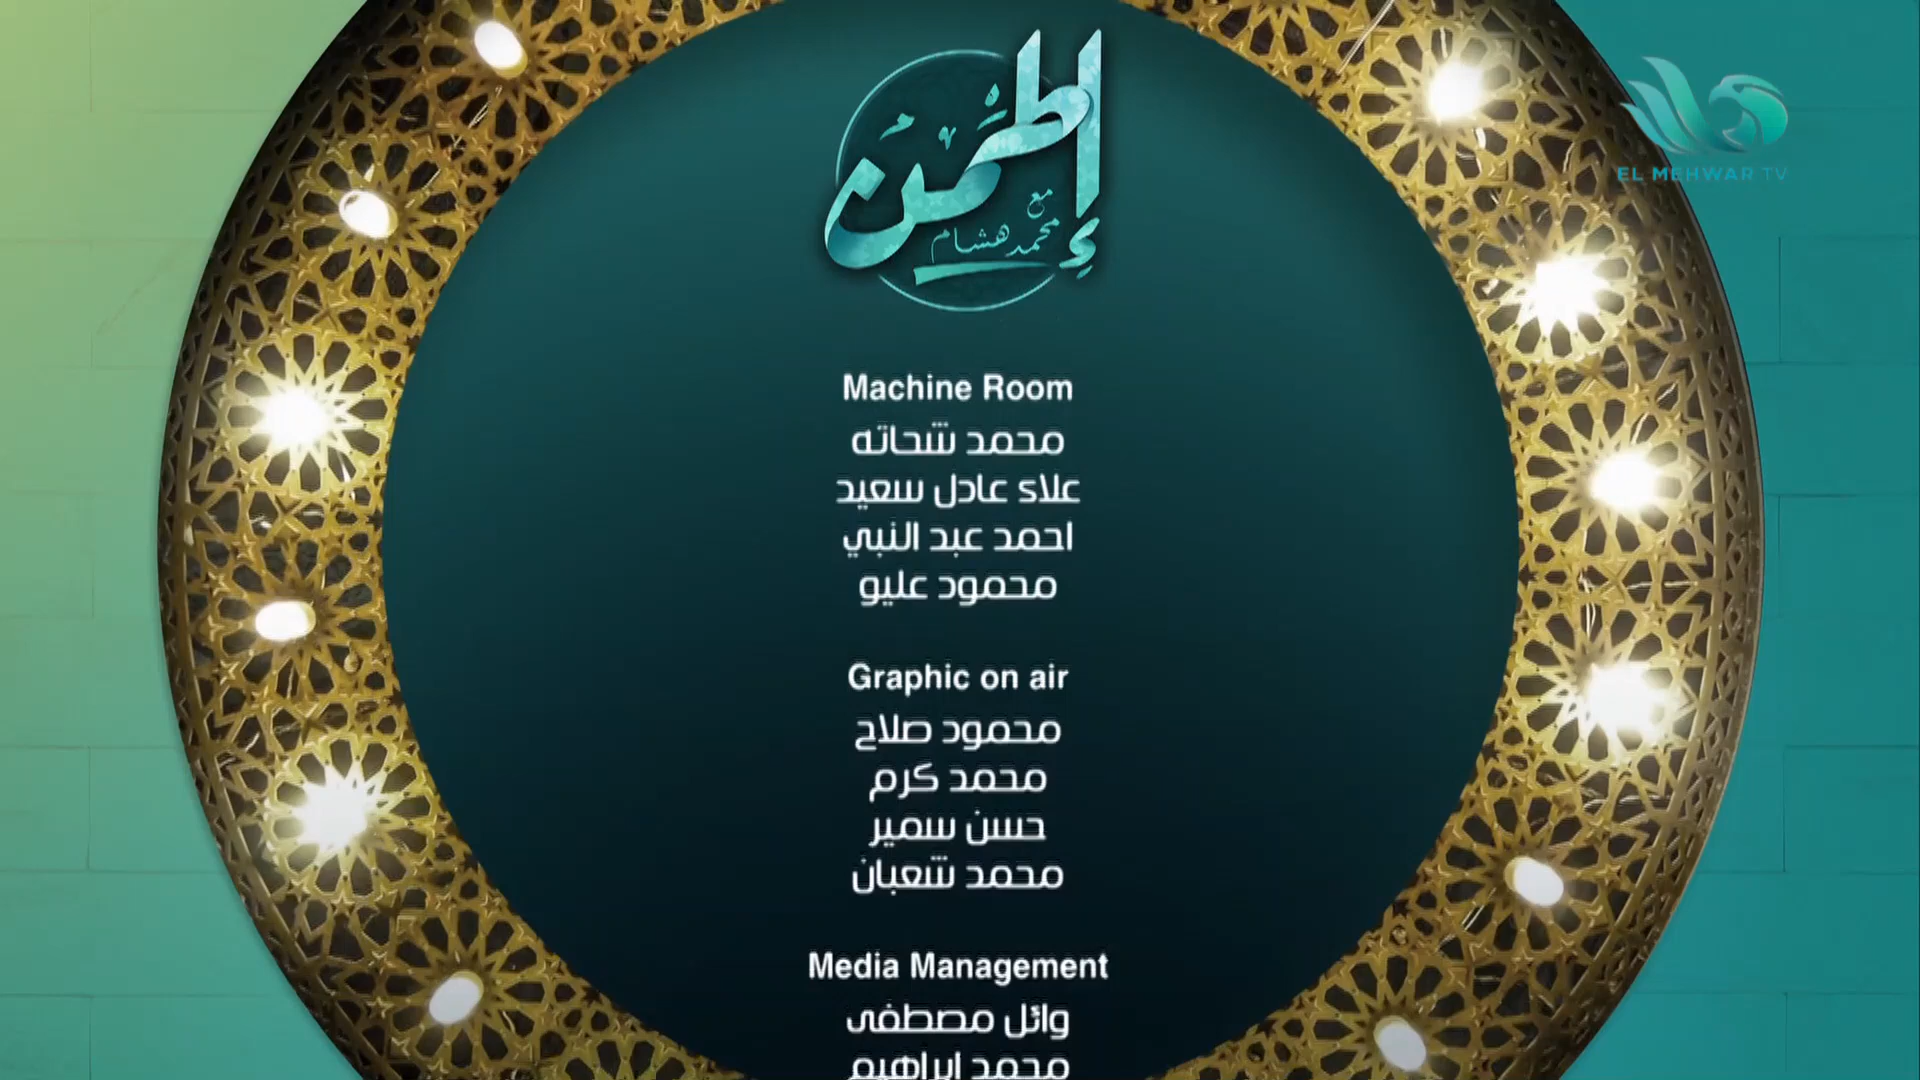 إطمن
مع
محمد هشام
EL MEHWAR TV
Machine Room
محمد شحاته
علاء عادل سعيد
احمد عبد النبي
محمود عليو
Graphic on air
محمود صلاح
محمد كرم
حسن سمير
محمد شعبان
Media Management
وائل مصطفى
محمد ابراهيم